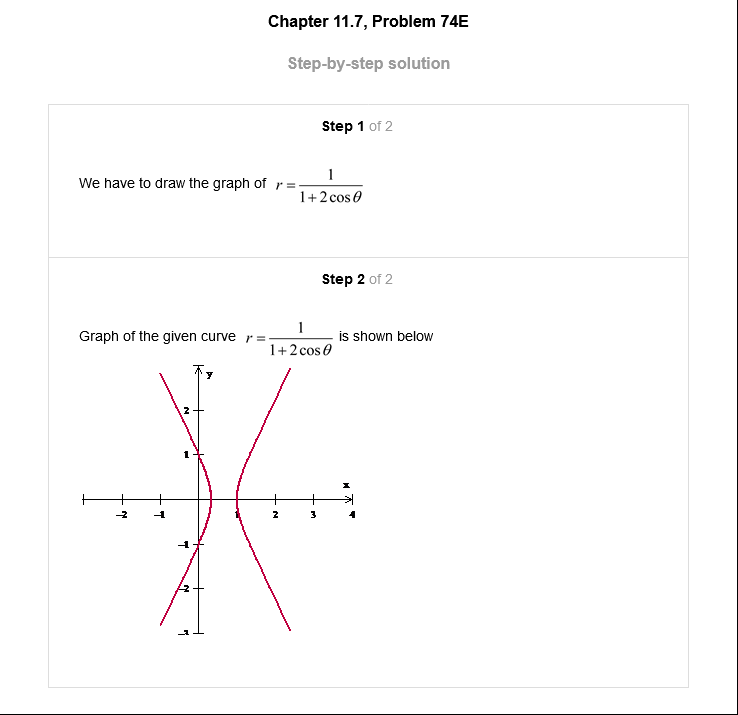 Chapter 11.7, Problem 74E
Step-by-step solution
Step 1 of 2
We have to draw the graph of r = 1/(1+2cosθ)
Step 2 of 2
Graph of the given curve r = 1/(1+2cosθ) is shown below
y
2
1
x
-2 -1 1 2 3 4
-1
-2
-3